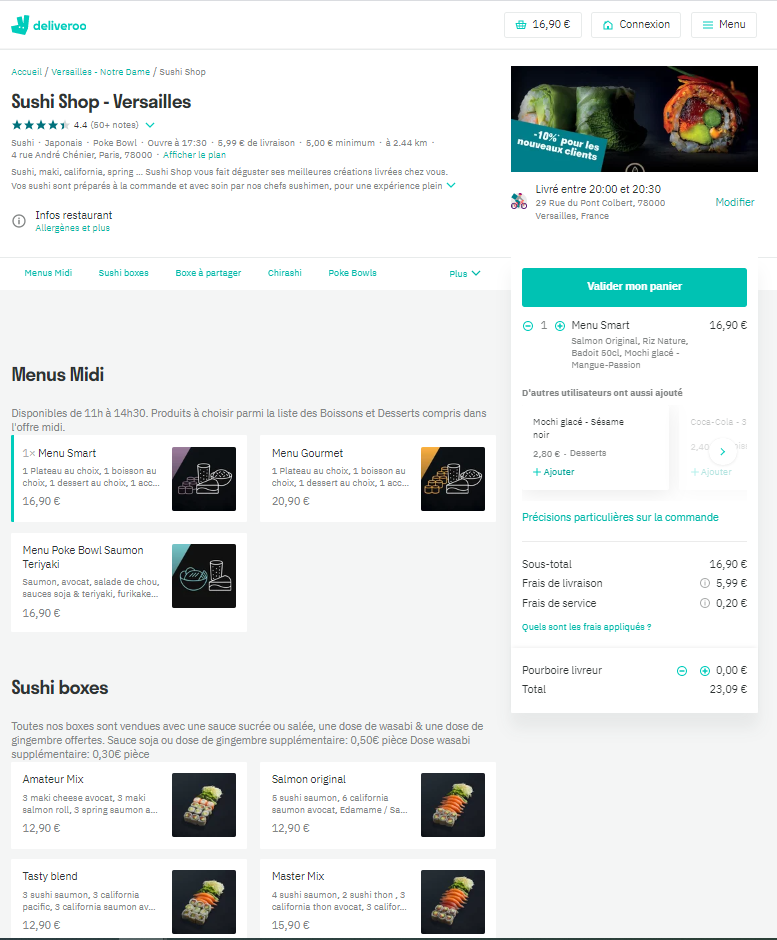 deliveroo
16,90 €
Connexion
Menu
Accueil / Versailles - Notre Dame / Sushi Shop
Sushi Shop - Versailles
4.4 (50+ notes)
Sushi · Japonais · Poke Bowl · Ouvre à 17:30 · 5,99 € de livraison · 5,00 € minimum · à 2.44 km ·
4 rue André Chénier, Paris, 78000 · Afficher le plan
Sushi, maki, california, spring ... Sushi Shop vous fait déguster ses meilleures créations livrées chez vous.
Vos sushi sont préparés à la commande et avec soin par nos chefs sushimen, pour une expérience plein
Infos restaurant
Allergènes et plus
-10%* pour les
nouveaux clients
Livré entre 20:00 et 20:30
29 Rue du Pont Colbert, 78000
Versailles, France
Modifier
Menus Midi
Sushi boxes
Boxe à partager
Chirashi
Poke Bowls
Plus
Menus Midi
Disponibles de 11h à 14h30. Produits à choisir parmi la liste des Boissons et Desserts compris dans
l'offre midi.
1× Menu Smart
1 Plateau au choix, 1 boisson au
choix, 1 dessert au choix, 1 acc...
16,90 €
Menu Gourmet
1 Plateau au choix, 1 boisson au
choix, 1 dessert au choix, 1 acc...
20,90 €
Menu Poke Bowl Saumon
Teriyaki
Saumon, avocat, salade de chou,
sauces soja & teriyaki, furikake...
16,90 €
Sushi boxes
Toutes nos boxes sont vendues avec une sauce sucrée ou salée, une dose de wasabi & une dose de
gingembre offertes. Sauce soja ou dose de gingembre supplémentaire: 0,50€ pièce Dose wasabi
supplémentaire: 0,30€ pièce
Amateur Mix
3 maki cheese avocat, 3 maki
salmon roll, 3 spring saumon a...
12,90 €
Salmon original
5 sushi saumon, 6 california
saumon avocat, Edamame / Sa...
12,90 €
Tasty blend
3 sushi saumon, 3 california
pacific, 3 california saumon av...
12,90 €
Master Mix
4 sushi saumon, 2 sushi thon , 3
california thon avocat, 3 califor...
15,90 €
Valider mon panier
1 Menu Smart 16,90 €
Salmon Original, Riz Nature,
Badoit 50cl, Mochi glacé -
Mangue-Passion
D'autres utilisateurs ont aussi ajouté
Mochi glacé - Sésame
noir
2,80 € - Desserts
+ Ajouter
Coca-Cola - 3
2,40
+ Ajouter
Précisions particulières sur la commande
Sous-total 16,90 €
Frais de livraison 5,99 €
Frais de service 0,20 €
Quels sont les frais appliqués ?
Pourboire livreur 0,00 €
Total 23,09 €